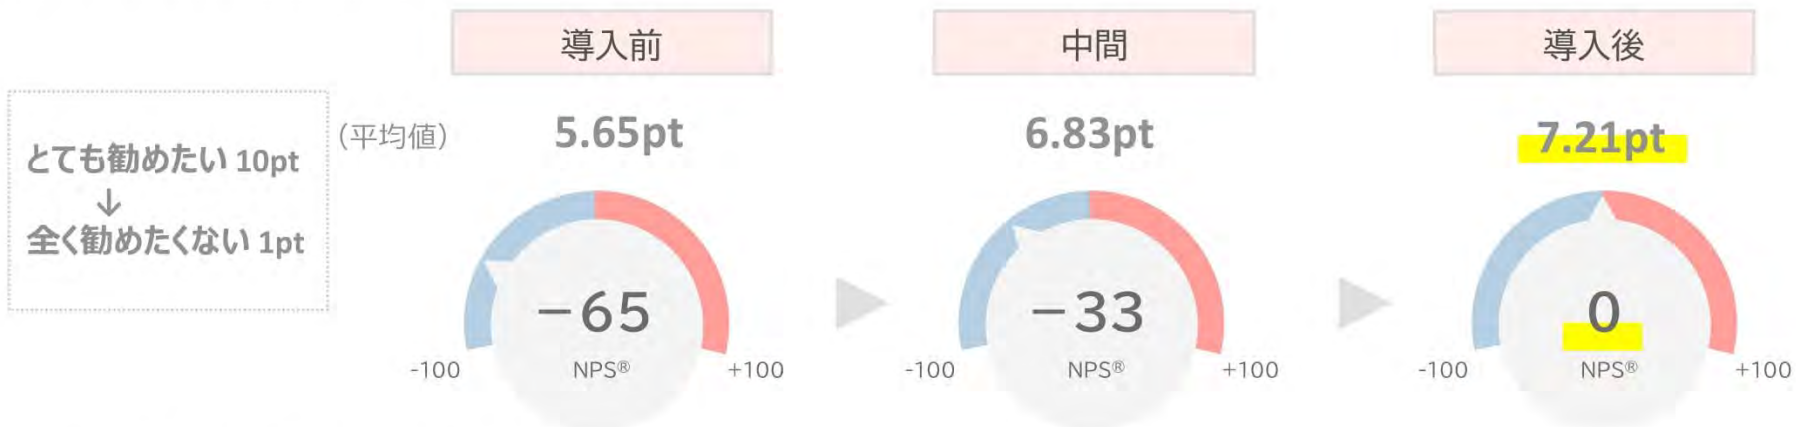 導入前
中間
導入後
とても勧めたい 10pt
↓
全く勧めたくない 1pt
(平均値)
5.65pt
6.83pt
7.21pt
-65
-33
0
-100
NPS®
+100
-100
NPS®
+100
-100
NPS®
+100